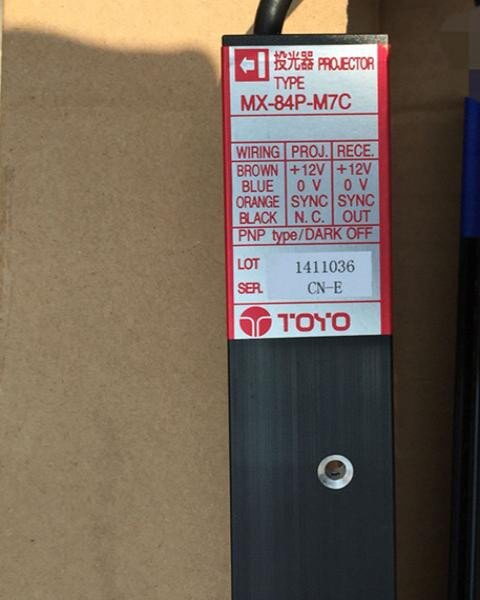 投光器 PROJECTOR
TYPE
MX-84P-M7C
WIRING PROJ. RECE.
BROWN +12V +12V
BLUE 0 V 0 V
ORANGE SYNC SYNC
BLACK N. C. OUT
PNP type/DARK OFF
LOT 1411036
SER. CN-E
TOYO